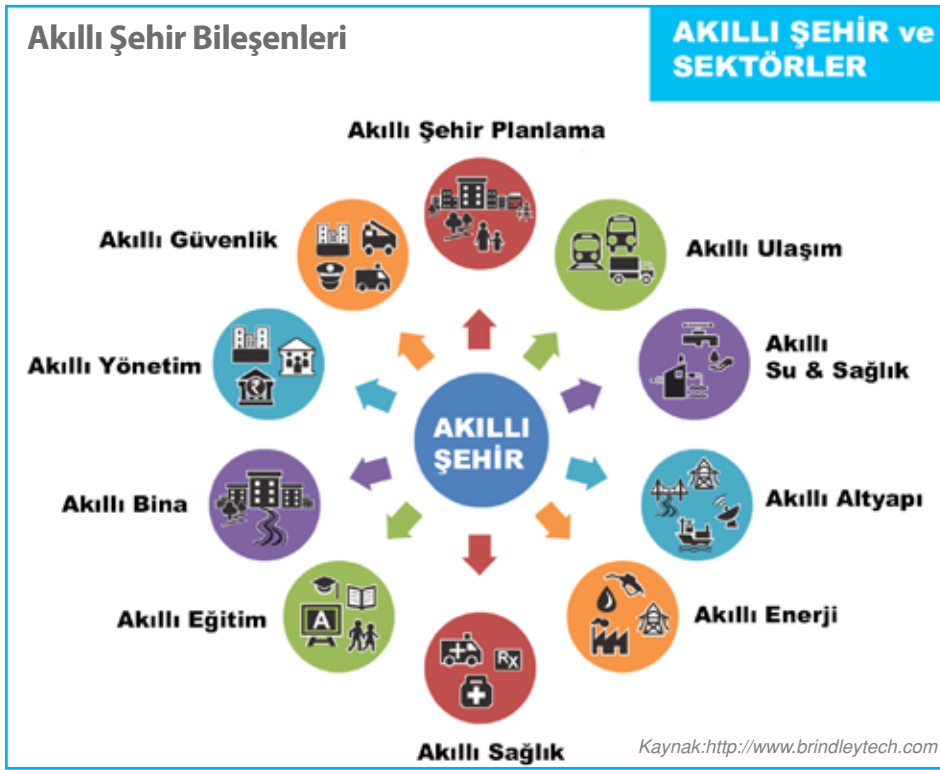 Akıllı Şehir Bileşenleri
AKILLI ŞEHİR ve
SEKTÖRLER
Akıllı Şehir Planlama
Akıllı Güvenlik
Akıllı Ulaşım
Akıllı Yönetim
Akıllı
Su & Sağlık
AKILLI
ŞEHİR
Akıllı Bina
Akıllı Altyapı
Akıllı Eğitim
A
Akıllı Enerji
Rx
Akıllı Sağlık
Kaynak:http://www.brindleytech.com